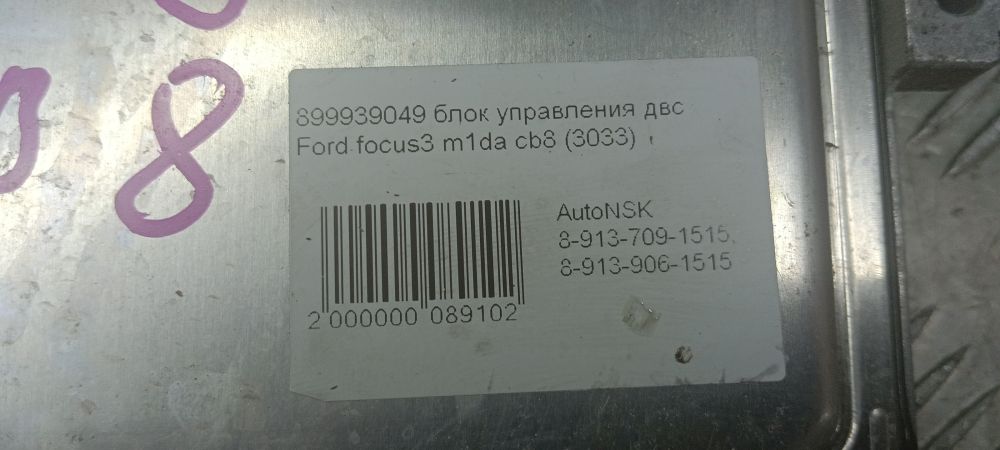 8
899939049 блок управления двс
Ford focus3 m1da cb8 (3033)
AutoNSK
8-913-709-1515,
8-913-906-1515
2 000000 089102